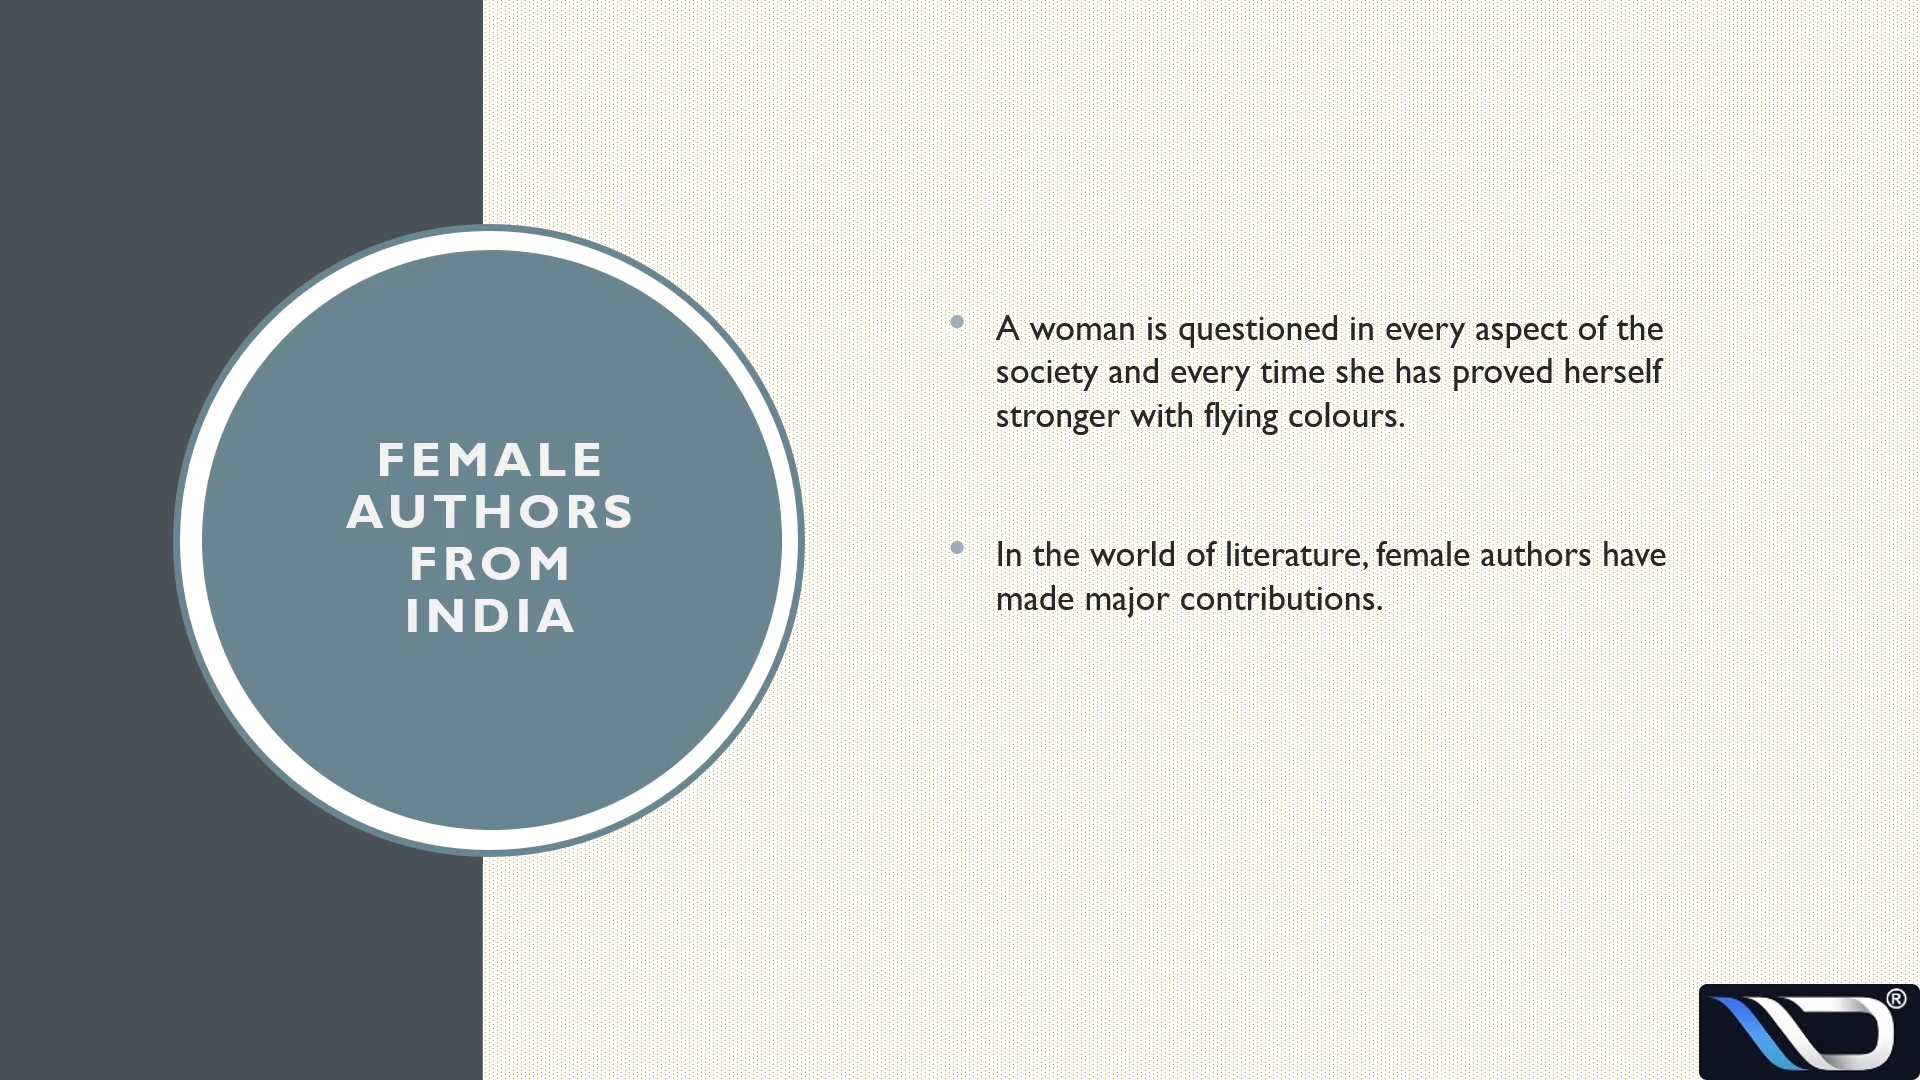 FEMALE
AUTHORS
FROM
INDIA
A woman is questioned in every aspect of the
society and every time she has proved herself
stronger with flying colours.
In the world of literature, female authors have
made major contributions.
®